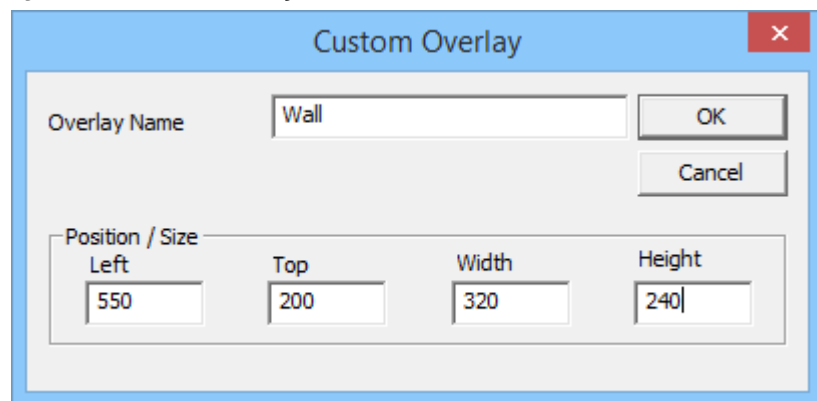 Custom Overlay
Overlay Name Wall OK
Cancel
Position / Size
Left Top Width Height
550 200 320 240